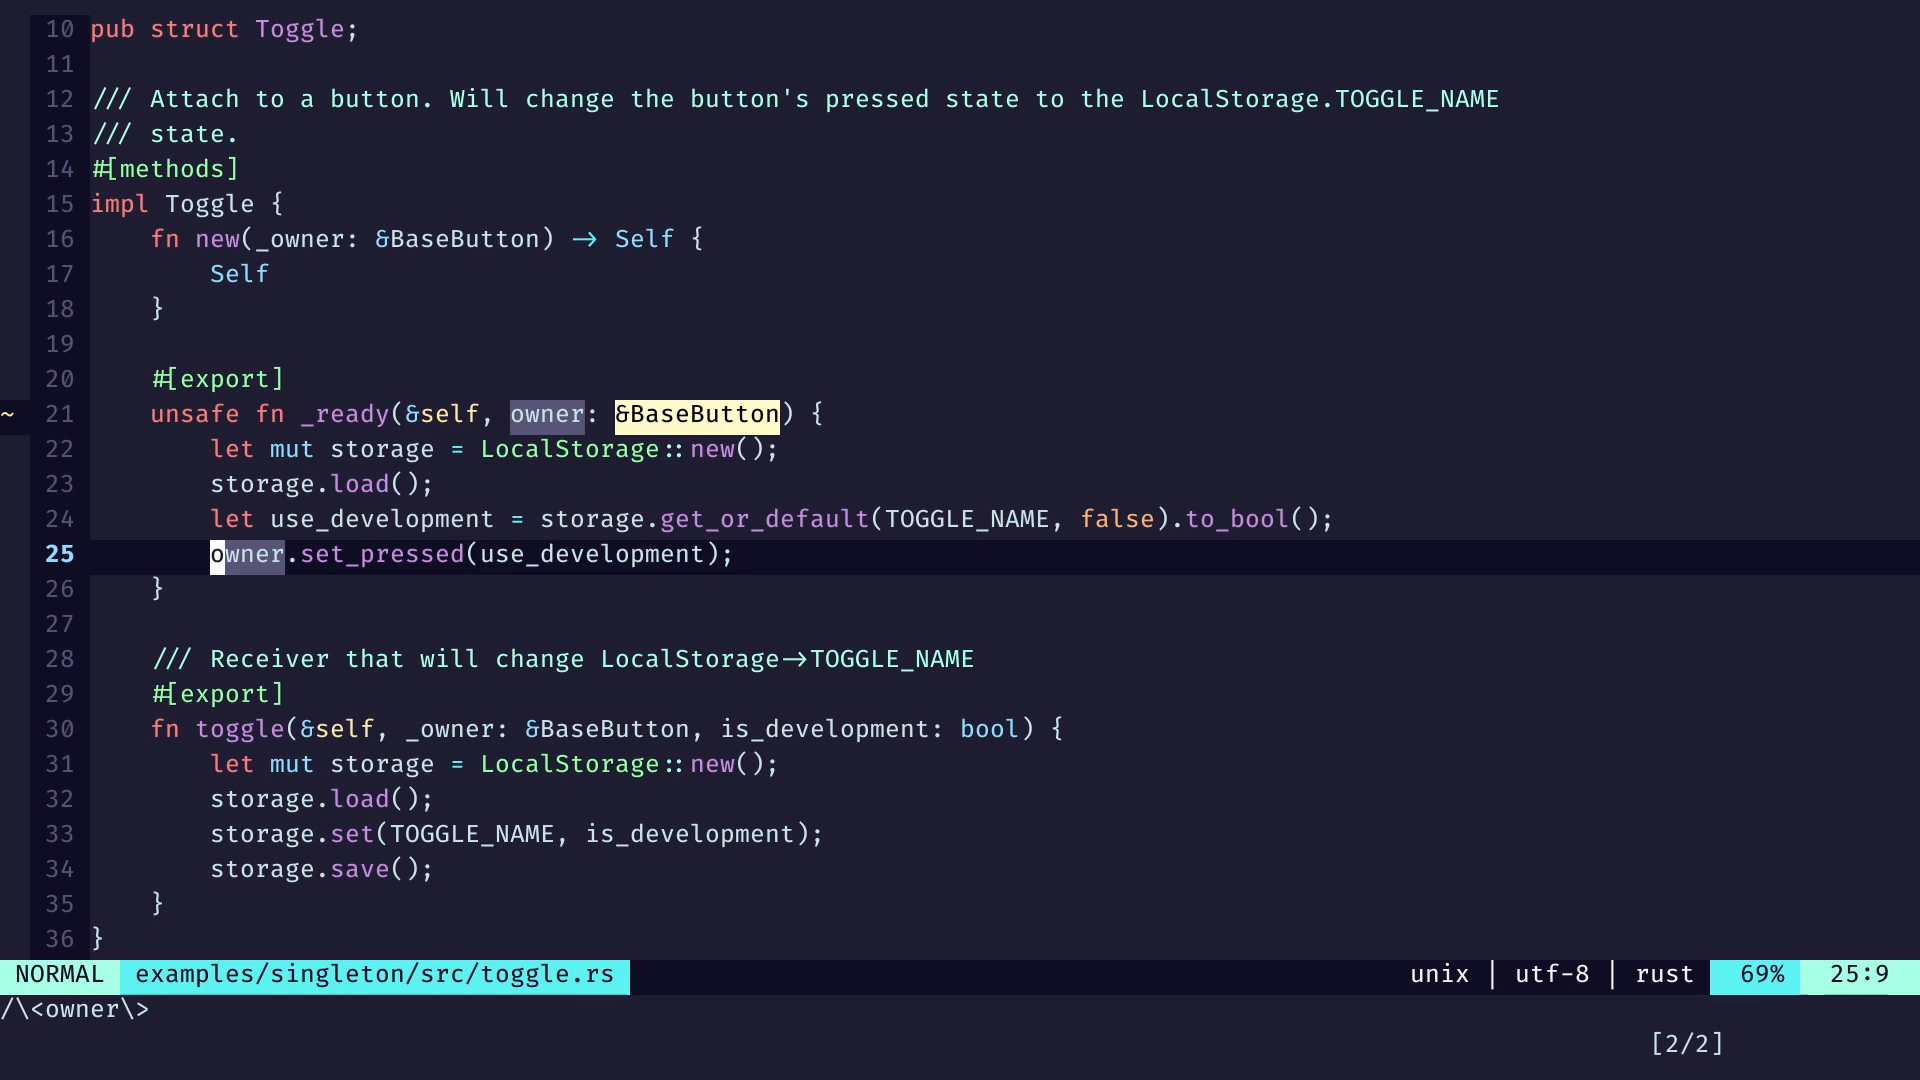 10 pub struct Toggle;
11
12 /// Attach to a button. Will change the button's pressed state to the LocalStorage.TOGGLE_NAME
13 /// state.
14 #[methods]
15 impl Toggle {
16     fn new(_owner: &BaseButton) -> Self {
17         Self
18     }
19
20     #[export]
~ 21     unsafe fn _ready(&self, owner: &BaseButton) {
22         let mut storage = LocalStorage::new();
23         storage.load();
24         let use_development = storage.get_or_default(TOGGLE_NAME, false).to_bool();
25         owner.set_pressed(use_development);
26     }
27
28     /// Receiver that will change LocalStorage->TOGGLE_NAME
29     #[export]
30     fn toggle(&self, _owner: &BaseButton, is_development: bool) {
31         let mut storage = LocalStorage::new();
32         storage.load();
33         storage.set(TOGGLE_NAME, is_development);
34         storage.save();
35     }
36 }
NORMAL examples/singleton/src/toggle.rs unix | utf-8 | rust 69% 25:9
/\<owner\>
[2/2]